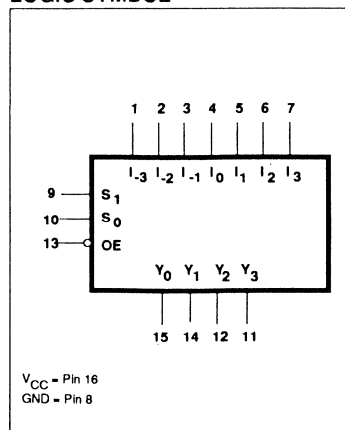 LOGIC SYMBOL
1 2 3 4 5 6 7
I-3 I-2 I-1 I0 I1 I2 I3
9 S1
10 S0
13 OE
Y0 Y1 Y2 Y3
15 14 12 11
VCC = Pin 16
GND = Pin 8